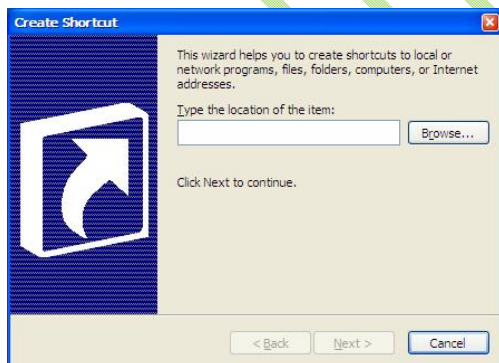 Create Shortcut
This wizard helps you to create shortcuts to local or
network programs, files, folders, computers, or Internet
addresses.
Type the location of the item:
Browse...
Click Next to continue.
< Back Next > Cancel